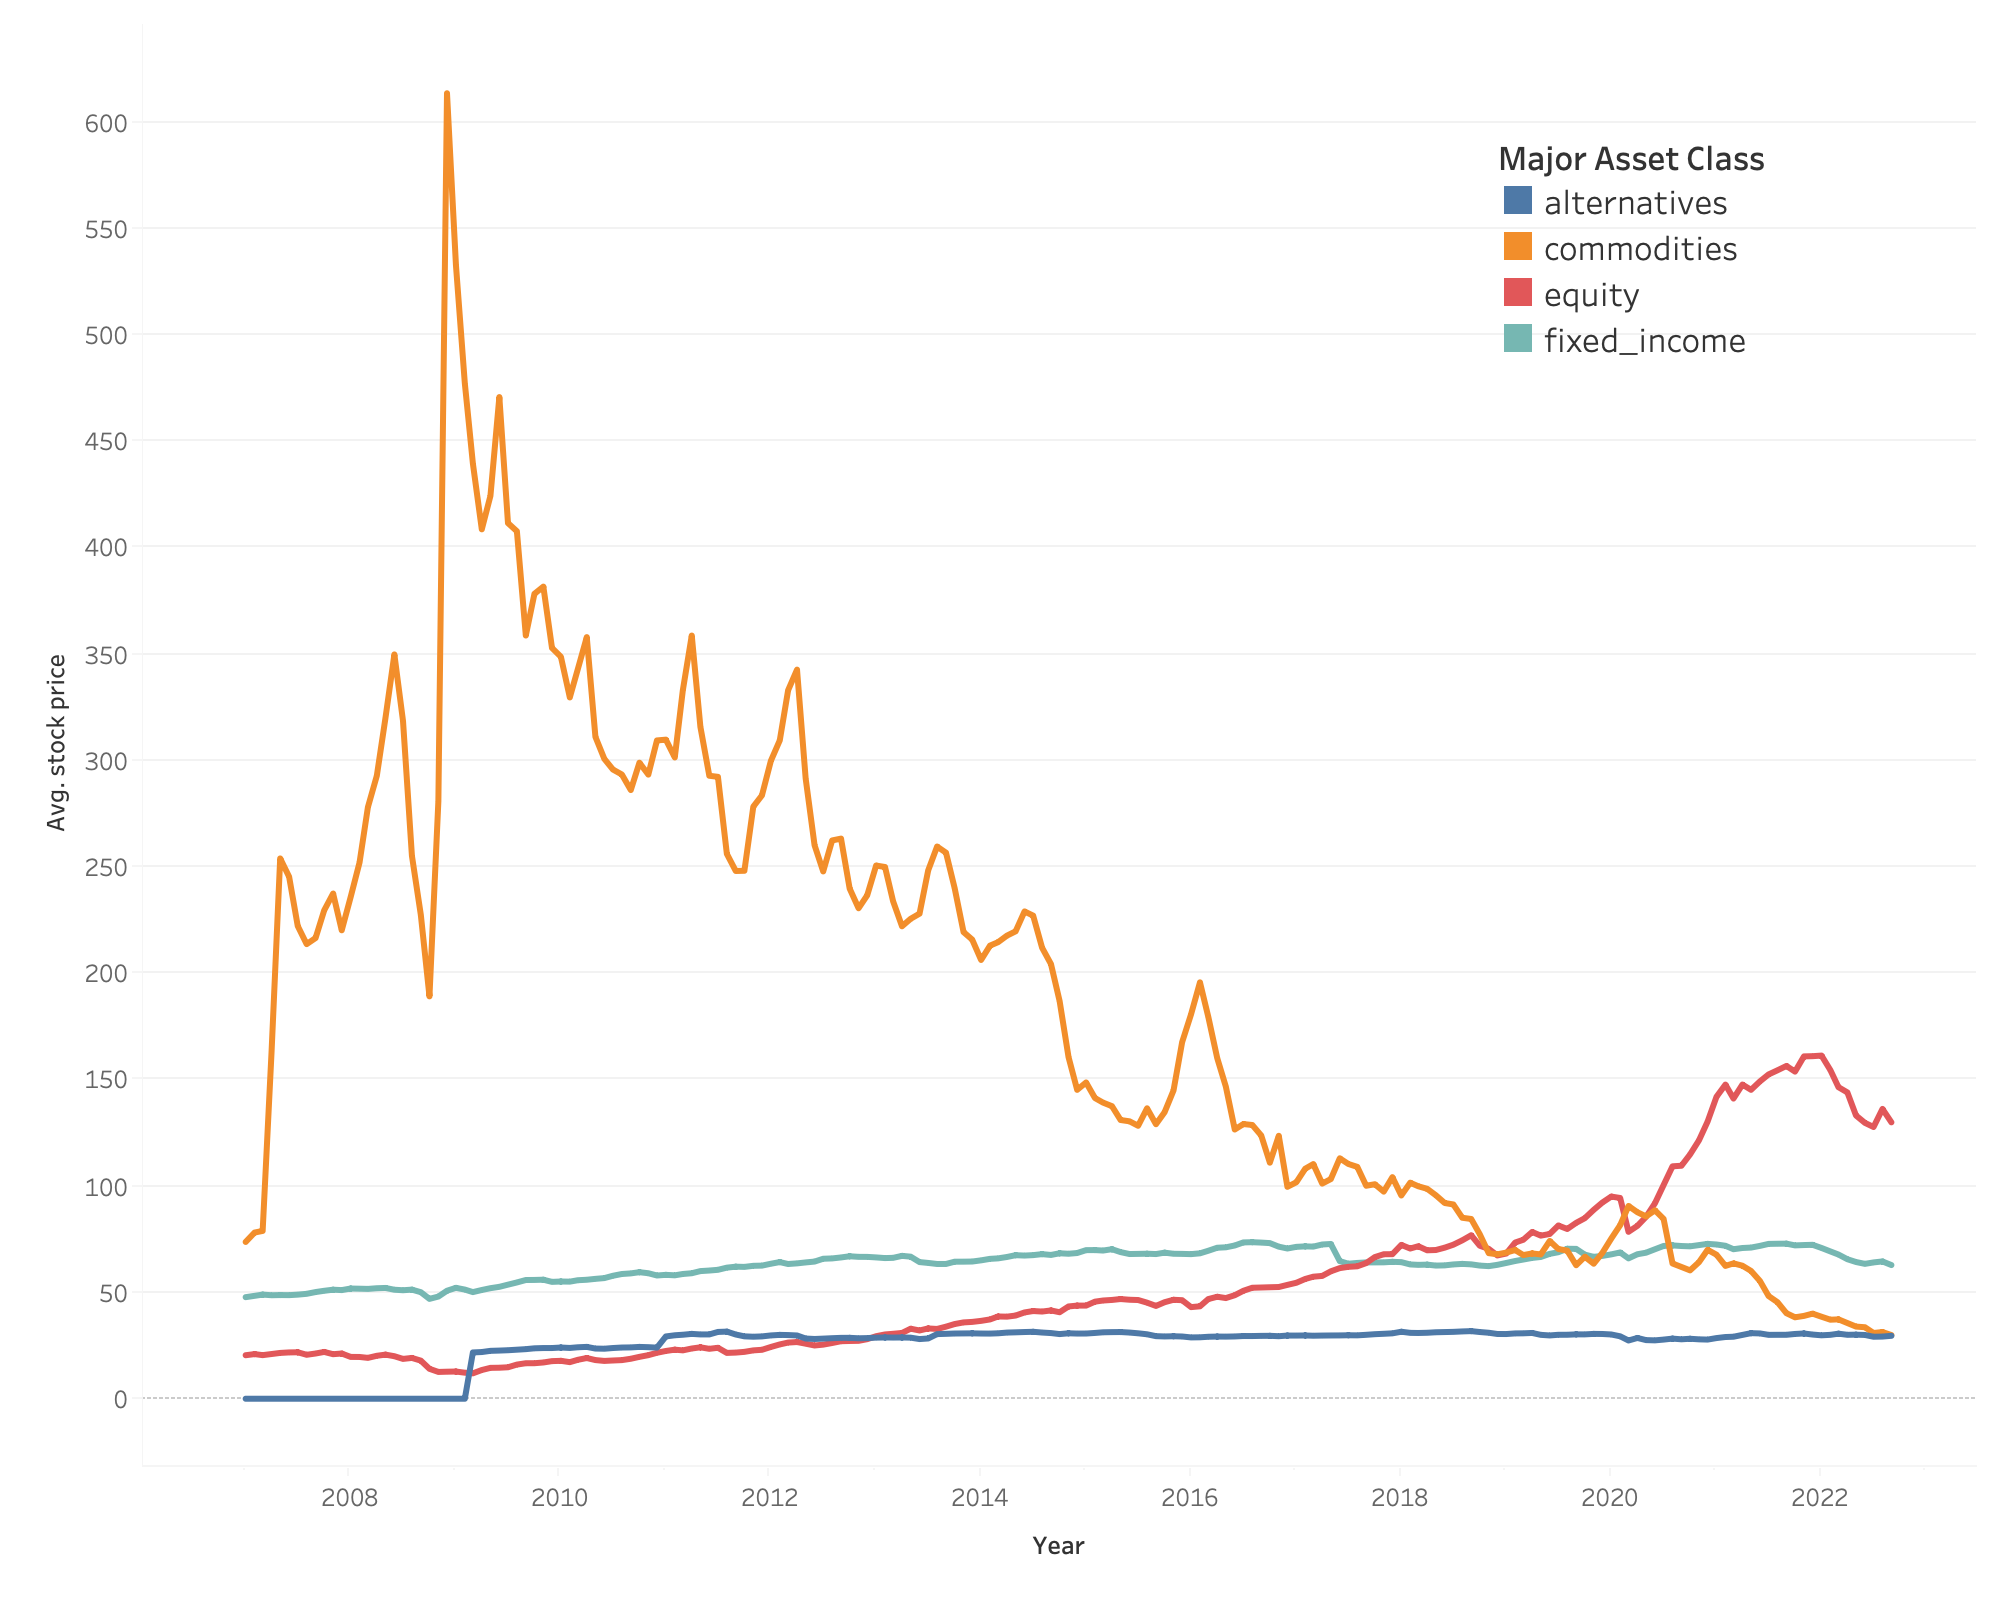 Major Asset Class
alternatives
commodities
equity
fixed_income
Avg. stock price
600
550
500
450
400
350
300
250
200
150
100
50
0
2008 2010 2012 2014 2016 2018 2020 2022
Year